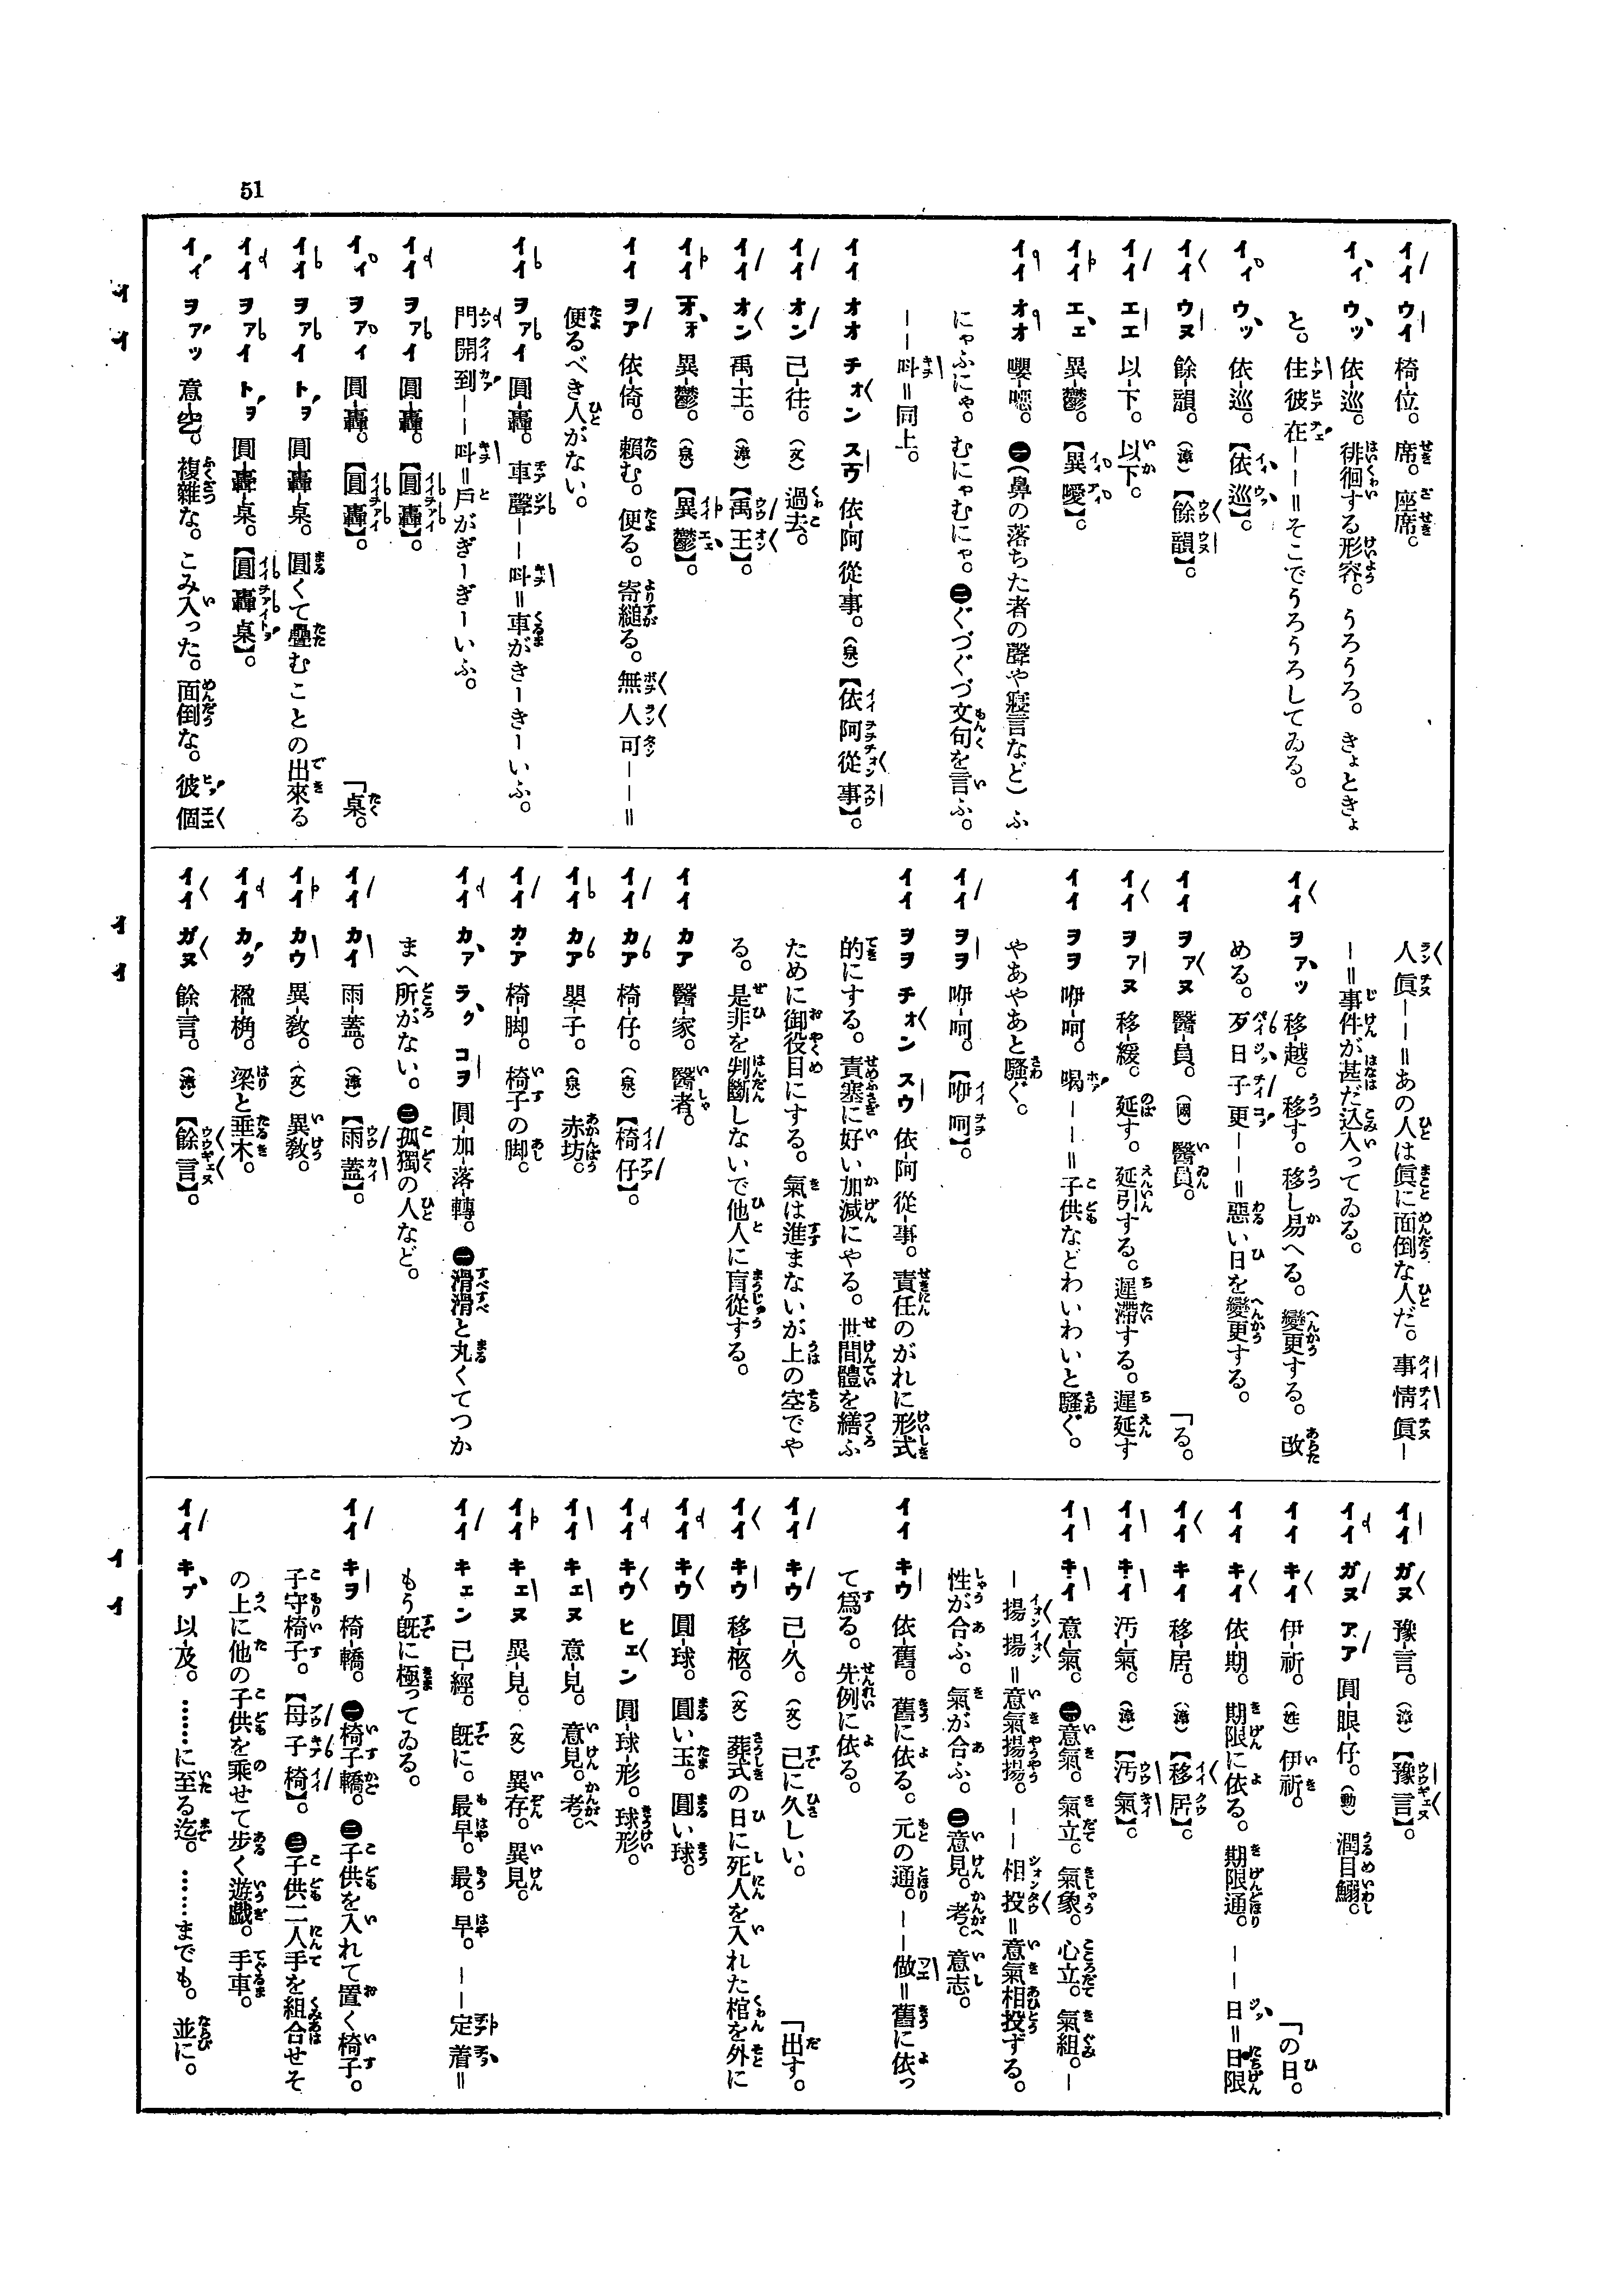 51
イイ ウイ 椅-位。 席。座席。
イィ ウッ 依-巡。 徘徊する形容。うろうろ。きょときょ
と。 住彼在──＝そこでうろうろしてゐる。
イィ ウッ 依-巡。【依巡】。
イイ ウヌ 餘-韻。(漳)【餘韻】。
イイ エエ 以-下。 以下。
イイ エェ 異-鬱。【異噯】。
イイ オオ 嚶-噁。 ㊀(鼻の落ちた者の聲や寢言など)ふ
にゃふにゃ。むにゃむにゃ。㊁ぐづぐづ文句を言ふ。
──叫＝同上。
イイ オオ チォン スウ 依-阿 從-事。(泉)【依阿從事】。
イイ オン 已-往。(文) 過去。
イイ オン 禹-王。(漳)【禹王】。
イイ オォ 異-鬱。(泉)【異鬱】。
イイ ヲア 依-倚。 賴む。便る。寄縋る。無人可──＝
便るべき人がない。
イイ ヲァイ 圓-轟。 車聲──叫＝車がきーきーいふ。
門開到──叫＝戶がぎーぎーいふ。
イイ ヲァイ 圓-轟。【圓轟】。
イィ ヲァィ 圓-轟。【圓轟】。 「桌。
イイ ヲァイ トヲ 圓-轟-桌。 圓くて疊むことの出來る
イイ ヲァイ トヲ 圓-轟-桌。【圓轟桌】。
イィ ヲァッ 意-空。 複雜な。こみ入った。面倒な。彼個
人眞──＝あの人は眞に面倒な人だ。事情眞─
─＝事件が甚だ込入ってゐる。
イイ ヲァッ 移-越。 移す。移し易へる。變更する。改
める。歹日子更──＝惡い日を變更する。
イイ ヲァヌ 醫-員。(國) 醫員。 「る。
イイ ヲァヌ 移-緩。 延す。延引する。遲滯する。遲延す
イイ ヲヲ 咿-呵。 喝───＝子供などわいわいと騷ぐ。
やあやあと騷ぐ。
イイ ヲヲ 咿-呵。【咿呵】。
イイ ヲヲ チォン スウ 依-阿 從-事。 責任のがれに形式
的にする。責塞に好い加減にやる。世間體を繕ふ
ために御役目にする。氣は進まないが上の空でや
る。是非を判斷しないで他人に盲從する。
イイ カア 醫-家。 醫者。
イイ カア 椅-仔。(泉)【椅仔】。
イイ カア 嬰-子。(泉) 赤坊。
イイ カア 椅-脚。 椅子の脚。
イイ カァ ラㇰ コヲ 圓-加-落-轉。 ㊀滑滑と丸くてつか
まへ所がない。㊁孤獨の人など。
イイ カイ 雨-蓋。(漳)【雨蓋】。
イイ カウ 異-敎。(文) 異敎。
イイ カㇰ 楹-桷。 梁と垂木。
イイ ガヌ 餘-言。(漳)【餘言】。
イイ ガヌ 豫-言。(漳)【豫言】。
イイ ガヌ アア 圓-眼-仔。(動) 潤目鰯。
イイ キイ 伊-祈。(姓) 伊祈。 「の日。
イイ キイ 依-期。 期限に依る。期限通。──日＝日限
イイ キイ 移-居。(漳)【移居】。
イイ キイ 汚-氣。(漳)【汚氣】。
イイ キイ 意-氣。 ㊀意氣。氣立。氣象。心立。氣組。─
─揚揚＝意氣揚揚。──相投＝意氣相投ずる。
性が合ふ。氣が合ふ。㊁意見。考。意志。
イイ キウ 依-舊。 舊に依る。元の通。──做＝舊に依っ
て爲る。先例に依る。
イイ キウ 已-久。(文) 已に久しい。 「出す。
イイ キウ 移-柩。(文) 葬式の日に死人を入れた棺を外に
イイ キウ 圓-球。 圓い玉。圓い球。
イイ キウ ヒェン 圓-球-形。 球形。
イイ キェヌ 意-見。 意見。考。
イイ キェヌ 異-見。(文) 異存。異見。
イイ キェン 已-經。 既に。最早。最。早。──定着＝
もう既に極ってゐる。
イイ キヲ 椅-轎。 ㊀椅子轎。㊁子供を入れて置く椅子。
子守椅子。【母子椅】。㊂子供二人手を組合せそ
の上に他の子供を乘せて步く遊戲。手車。
イイ キㇷ゚ 以-及。 ……に至る迄。……までも。並に。
イ イ
イ イ
イ イ